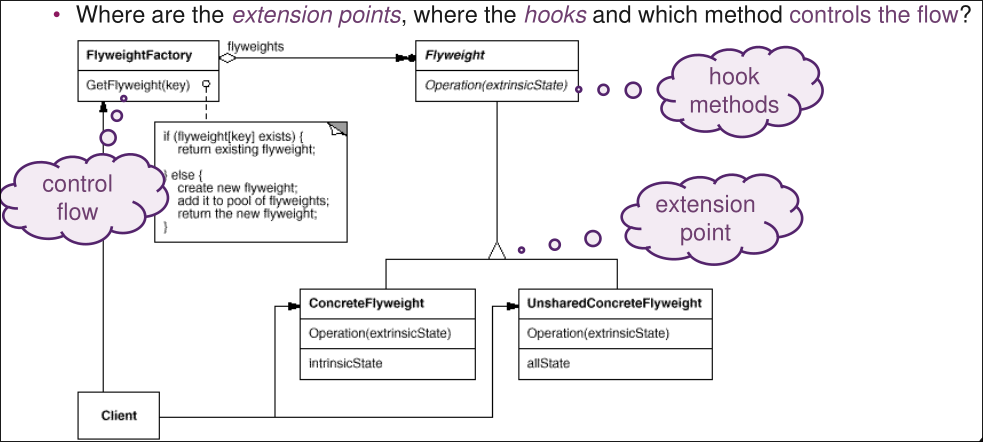 • Where are the extension points, where the hooks and which method controls the flow?
FlyweightFactory
flyweights
Flyweight
GetFlyweight(key)
Operation(extrinsicState)
hook
methods
if (flyweight[key] exists) {
return existing flyweight;
} else {
create new flyweight;
add it to pool of flyweights;
return the new flyweight;
}
control
flow
extension
point
ConcreteFlyweight
Operation(extrinsicState)
intrinsicState
UnsharedConcreteFlyweight
Operation(extrinsicState)
allState
Client